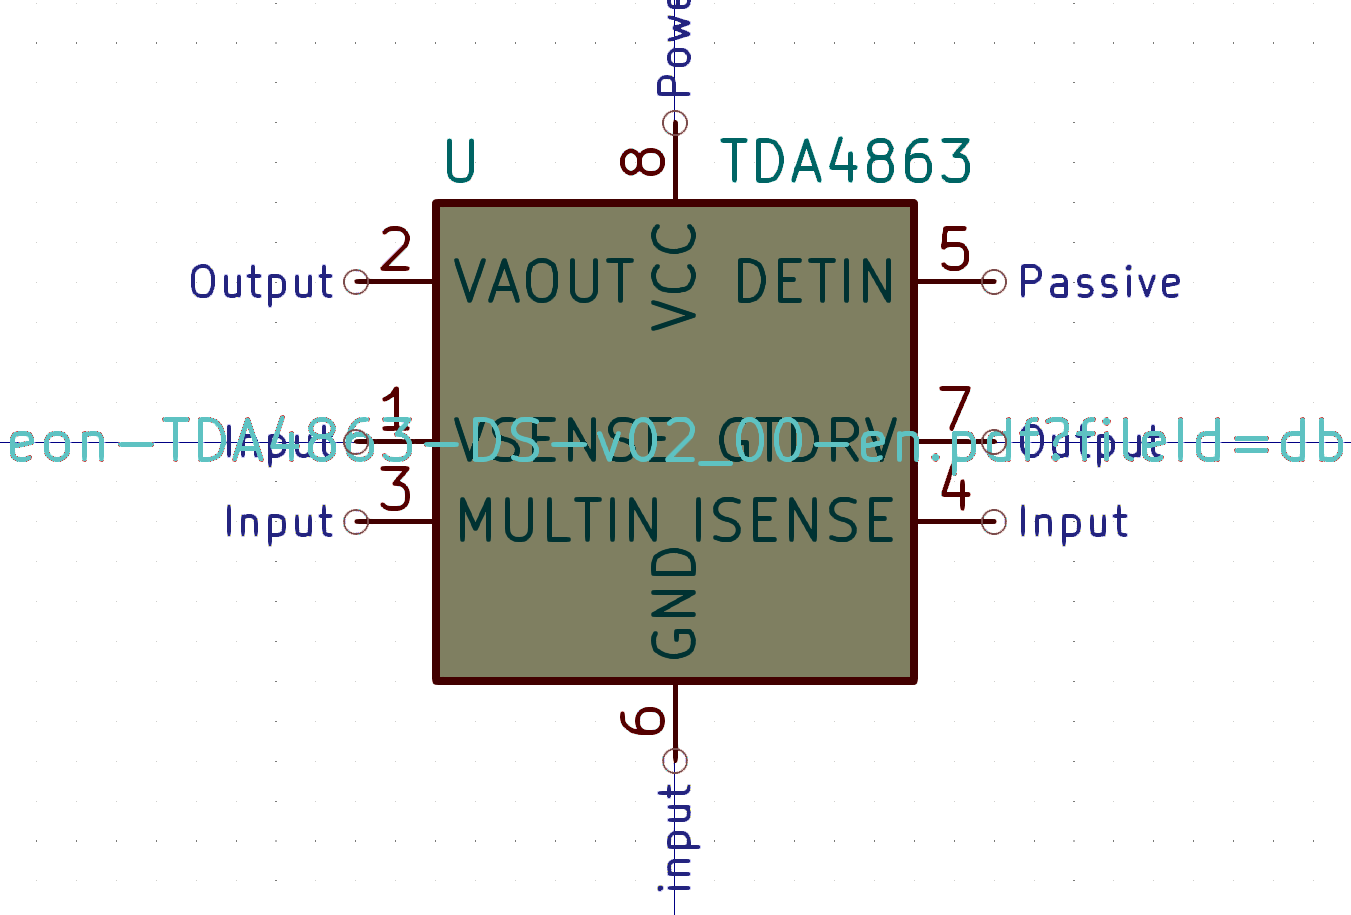 Powe
U
8
TDA4863
2
VCC
5
Output
VAOUT
DETIN
Passive
1
7
Input
VSENSE
GTDRV
Output
eon-TDA4863-DS-v02_00-en.pdf?fileId=db
3
4
Input
MULTIN
ISENSE
Input
GND
6
input